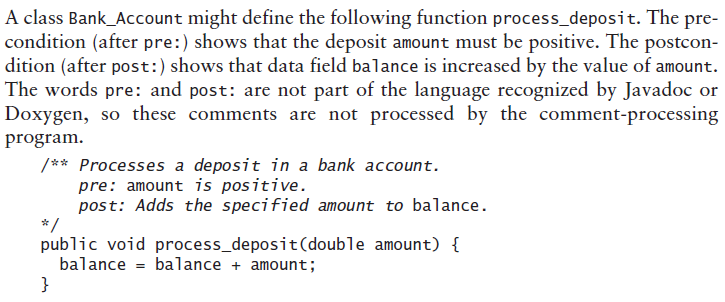 A class Bank_Account might define the following function process_deposit. The pre-
condition (after pre:) shows that the deposit amount must be positive. The postcon-
dition (after post:) shows that data field balance is increased by the value of amount.
The words pre: and post: are not part of the language recognized by Javadoc or
Doxygen, so these comments are not processed by the comment-processing
program.
/** Processes a deposit in a bank account.
pre: amount is positive.
post: Adds the specified amount to balance.
*/
public void process_deposit(double amount) {
balance = balance + amount;
}